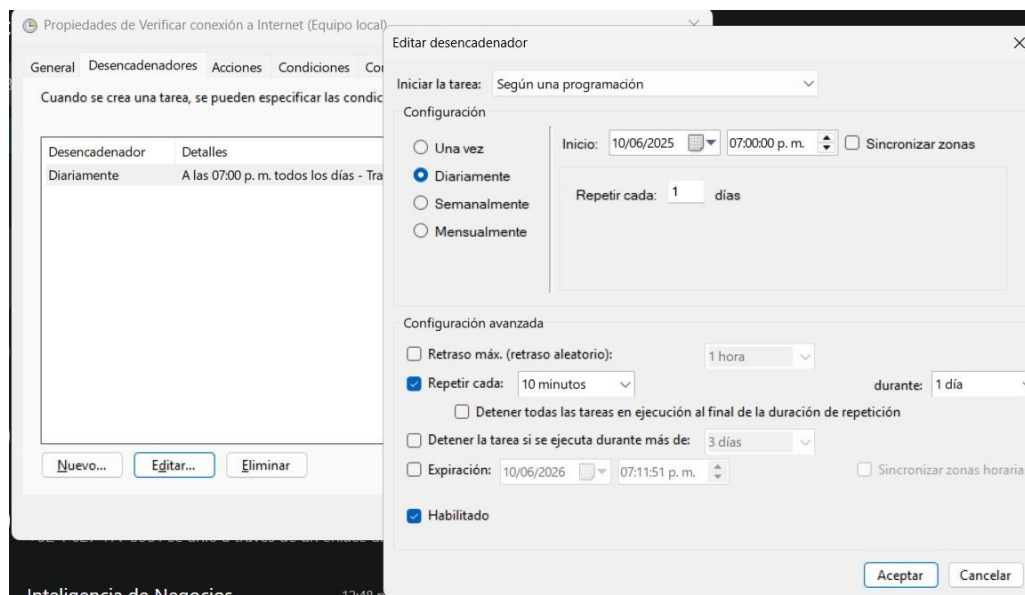 Propiedades de Verificar conexión a Internet (Equipo local)
General Desencadenadores Acciones Condiciones
Cuando se crea una tarea, se pueden especificar las
Desencadenador Detalles
Diariamente A las 07:00 p. m. todos los días -
Nuevo... Editar... Eliminar
Inteligencia de Negocios
Editar desencadenador
Iniciar la tarea: Según una programación
Configuración
Una vez
Diariamente
Semanalmente
Mensualmente
Inicio: 10/06/2025 07:00:00 p. m. Sincronizar zonas
Repetir cada: 1 días
Configuración avanzada
Retraso máx. (retraso aleatorio): 1 hora
Repetir cada: 10 minutos durante: 1 día
Detener todas las tareas en ejecución al final de la duración de repetición
Detener la tarea si se ejecuta durante más de: 3 días
Expiración: 10/06/2026 07:11:51 p. m. Sincronizar zonas horaria
Habilitado
Aceptar Cancelar